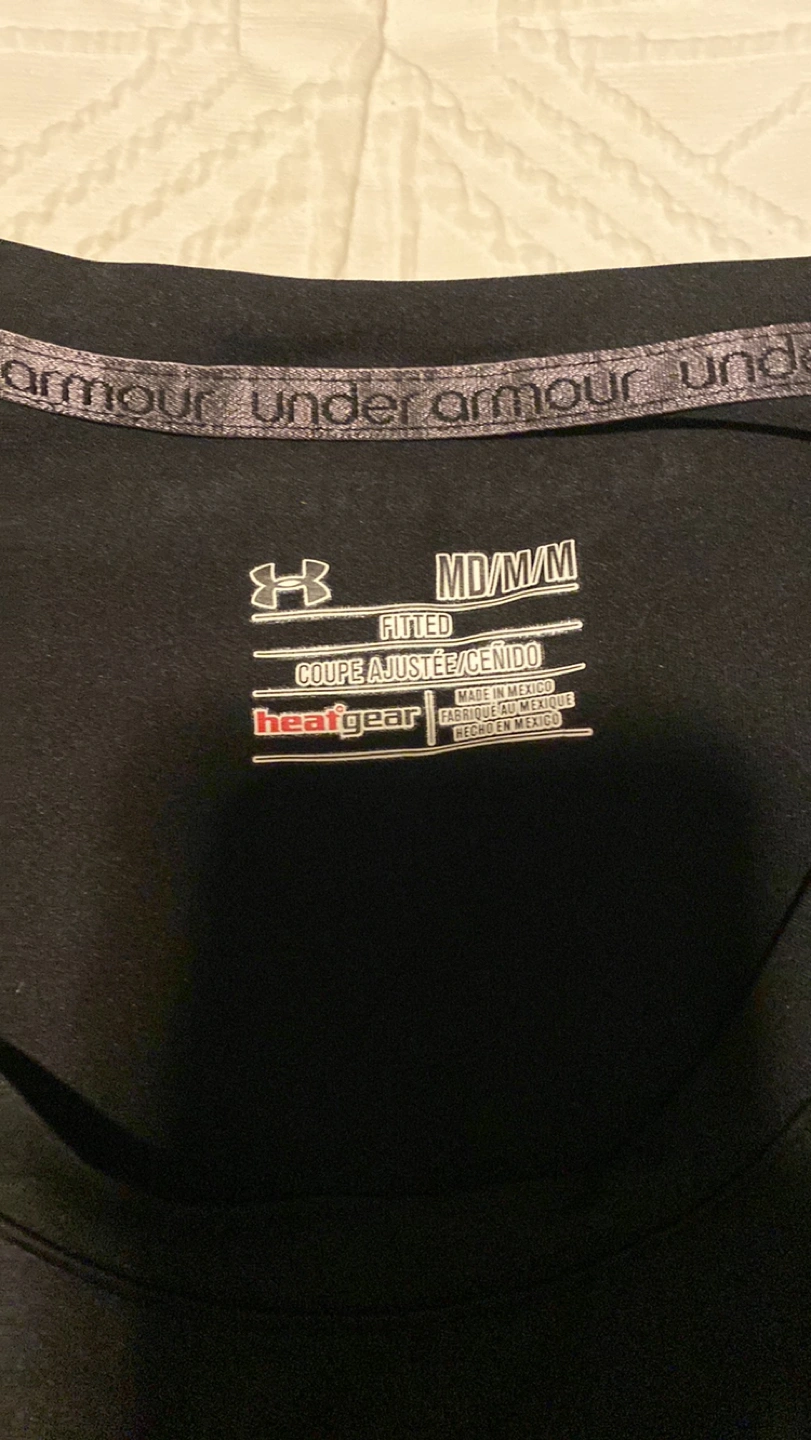 armour under armour und
MD/M/M
FITTED
COUPE AJUSTÉE/CEÑIDO
heatgear
MADE IN MEXICO
FABRIQUÉ AU MEXIQUE
HECHO EN MEXICO